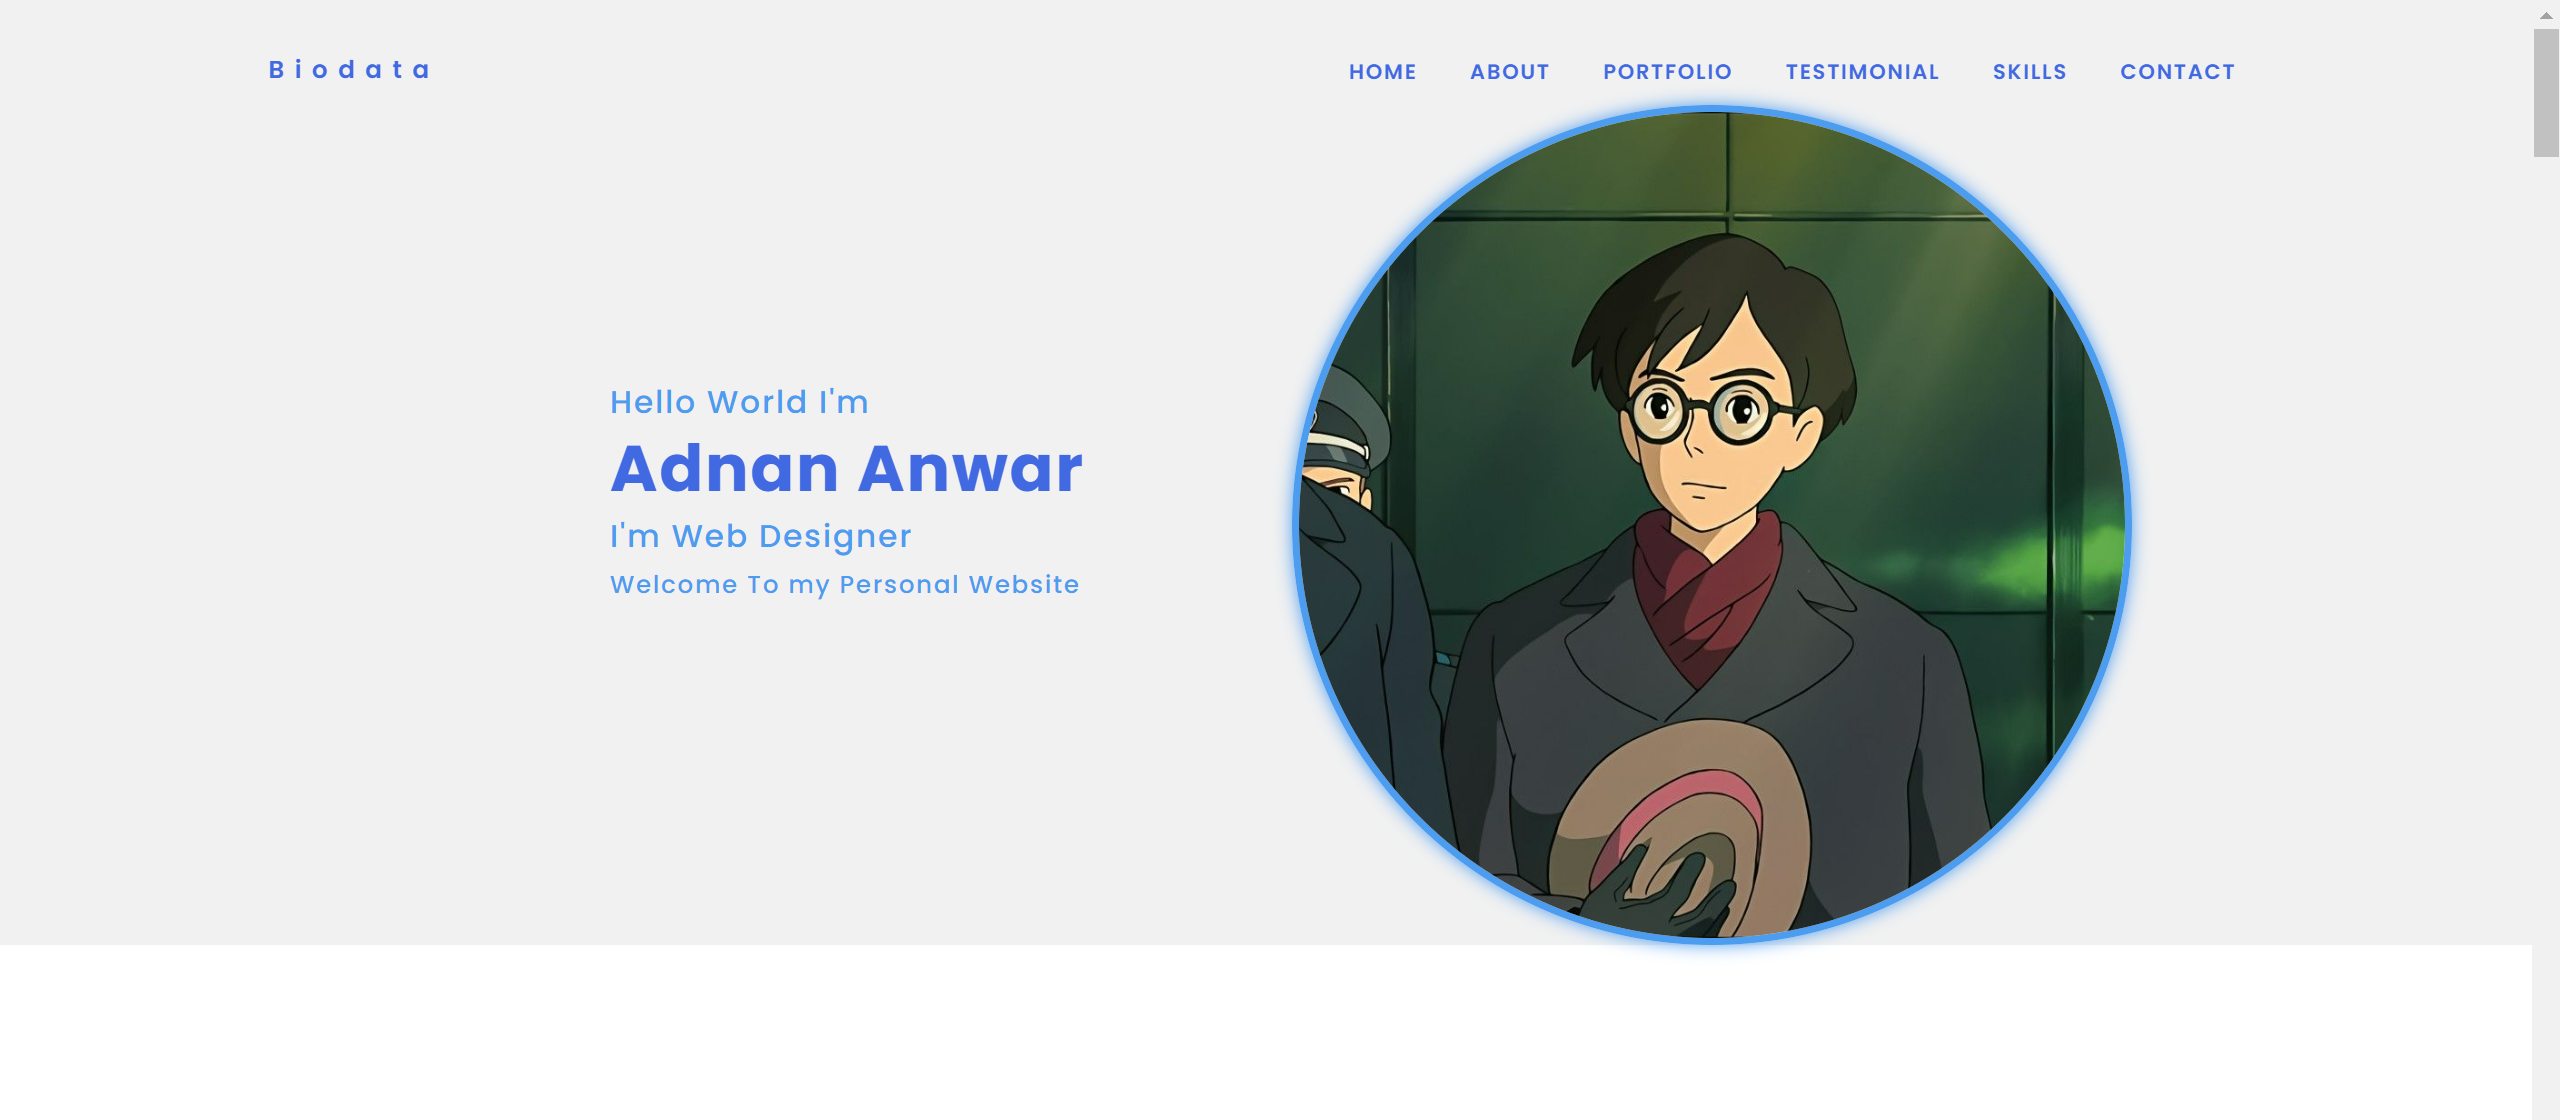 Biodata
HOME ABOUT PORTFOLIO TESTIMONIAL SKILLS CONTACT
Hello World I'm
Adnan Anwar
I'm Web Designer
Welcome To my Personal Website